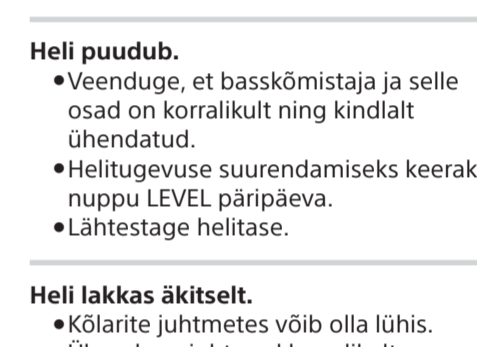 Heli puudub.
•Veenduge, et basskõmistaja ja selle
osad on korralikult ning kindlalt
ühendatud.
•Helitugevuse suurendamiseks keerak
nuppu LEVEL päripäeva.
•Lähtestage helitase.
Heli lakkas äkitselt.
•Kõlarite juhtmetes võib olla lühis.